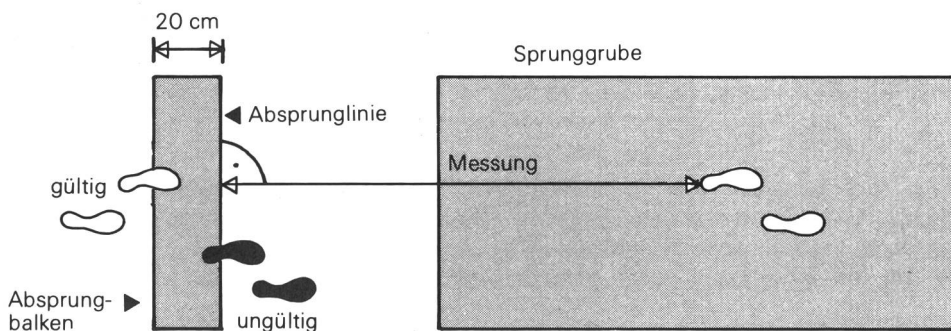 20 cm
Sprunggrube
Absprunglinie
Messung
gültig
Absprung-
balken
ungültig